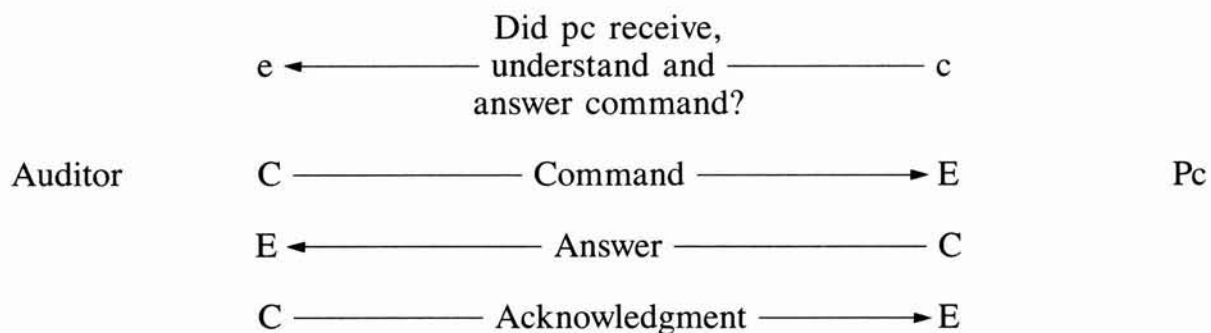 Did pc receive,
e understand and c
answer command?
Auditor C Command E Pc
E Answer C
C Acknowledgment E